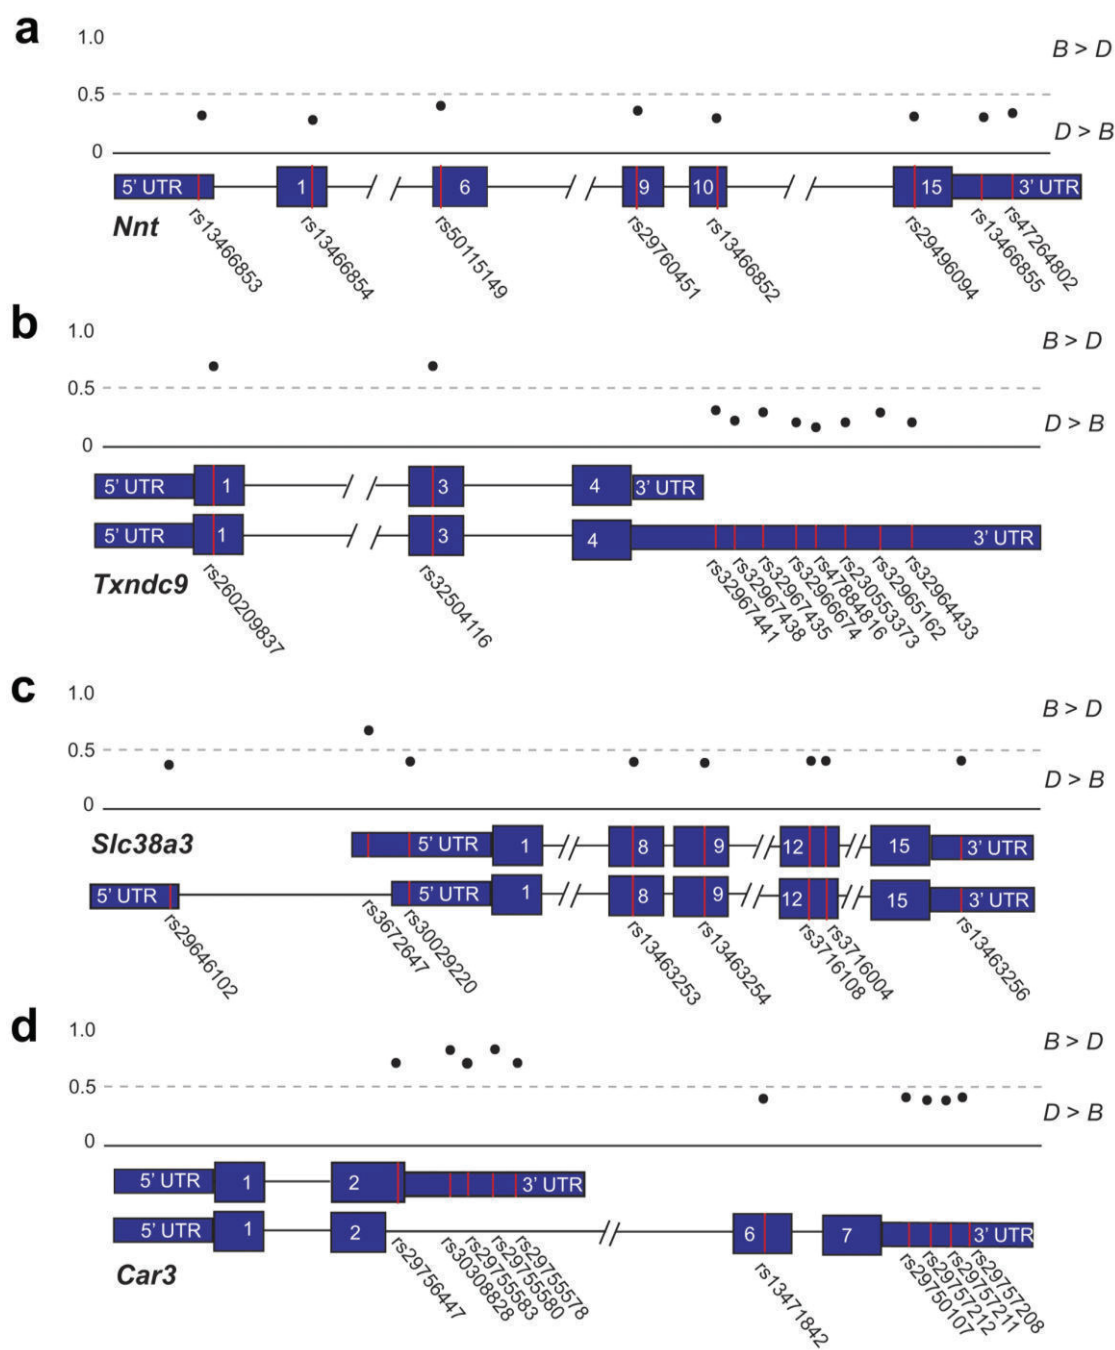 a
1.0
B > D
0.5
D > B
0
5' UTR 1 6 9 10 15 3' UTR
Nnt
rs13466853 rs13466854 rs50115149 rs29760451 rs13466852 rs29496094 rs13466855 rs47264802
b
1.0
B > D
0.5
D > B
0
5' UTR 1 3 4 3' UTR
5' UTR 1 3 4 3' UTR
Txndc9
rs260209837 rs32504116 rs32967441 rs32967438 rs32967435 rs32966674 rs47884816 rs230553373 rs32965162 rs32964433
c
1.0
B > D
0.5
D > B
0
Slc38a3
5' UTR 1 8 9 12 15 3' UTR
5' UTR 5' UTR 1 8 9 12 15 3' UTR
rs29646102 rs3672647 rs30029220 rs13463253 rs13463254 rs3716108 rs3716004 rs13463256
d
1.0
B > D
0.5
D > B
0
5' UTR 1 2 3' UTR
5' UTR 1 2 6 7 3' UTR
Car3
rs29756447 rs30308828 rs29755583 rs29755580 rs29755578 rs13471842 rs29750107 rs29757212 rs29757211 rs29757208